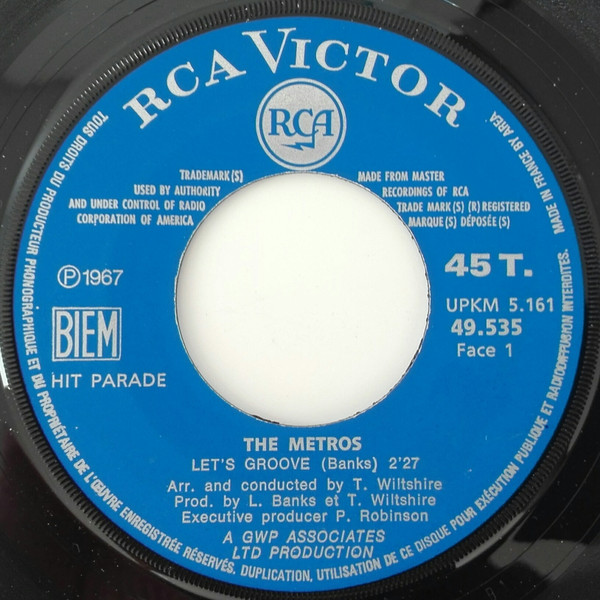 RCA VICTOR
RCA
TRADEMARK(S)
USED BY AUTHORITY
AND UNDER CONTROL OF RADIO
CORPORATION OF AMERICA
MADE FROM MASTER
RECORDINGS OF RCA
TRADE MARK(S) (R) REGISTERED
MARQUE(S) DÉPOSÉE(S)
℗ 1967
BIEM
HIT PARADE
45 T.
UPKM 5.161
49.535
Face 1
THE METROS
LET'S GROOVE (Banks) 2'27
Arr. and conducted by T. Wiltshire
Prod. by L. Banks et T. Wiltshire
Executive producer P. Robinson
A GWP ASSOCIATES
LTD PRODUCTION
TOUS DROITS DU PRODUCTEUR PHONOGRAPHIQUE ET DU PROPRIÉTAIRE DE L'ŒUVRE ENREGISTRÉE RÉSERVÉS. DUPLICATION, UTILISATION DE CE DISQUE POUR EXÉCUTION PUBLIQUE ET RADIODIFFUSION INTERDITES. MADE IN FRANCE BY AREA